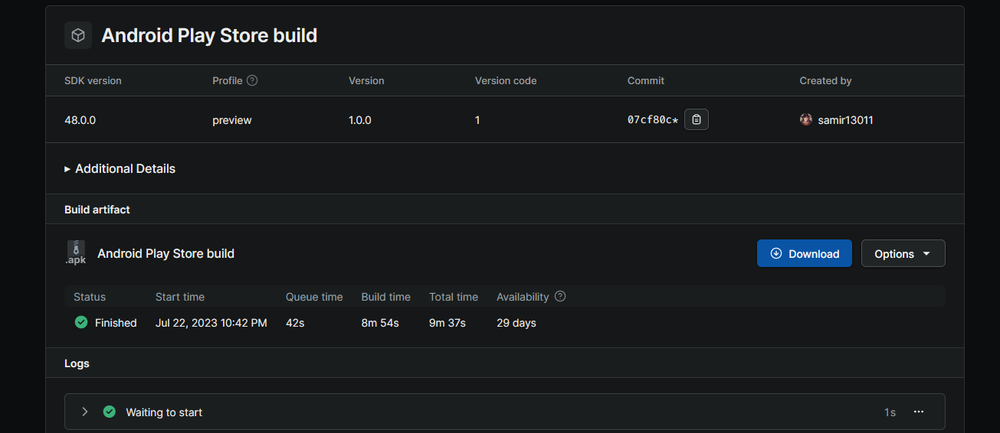 Android Play Store build
SDK version Profile ? Version Version code Commit Created by
48.0.0 preview 1.0.0 1 07cf80c* samir13011
▸ Additional Details
Build artifact
.apk Android Play Store build Download Options
Status Start time Queue time Build time Total time Availability ?
Finished Jul 22, 2023 10:42 PM 42s 8m 54s 9m 37s 29 days
Logs
Waiting to start 1s ···